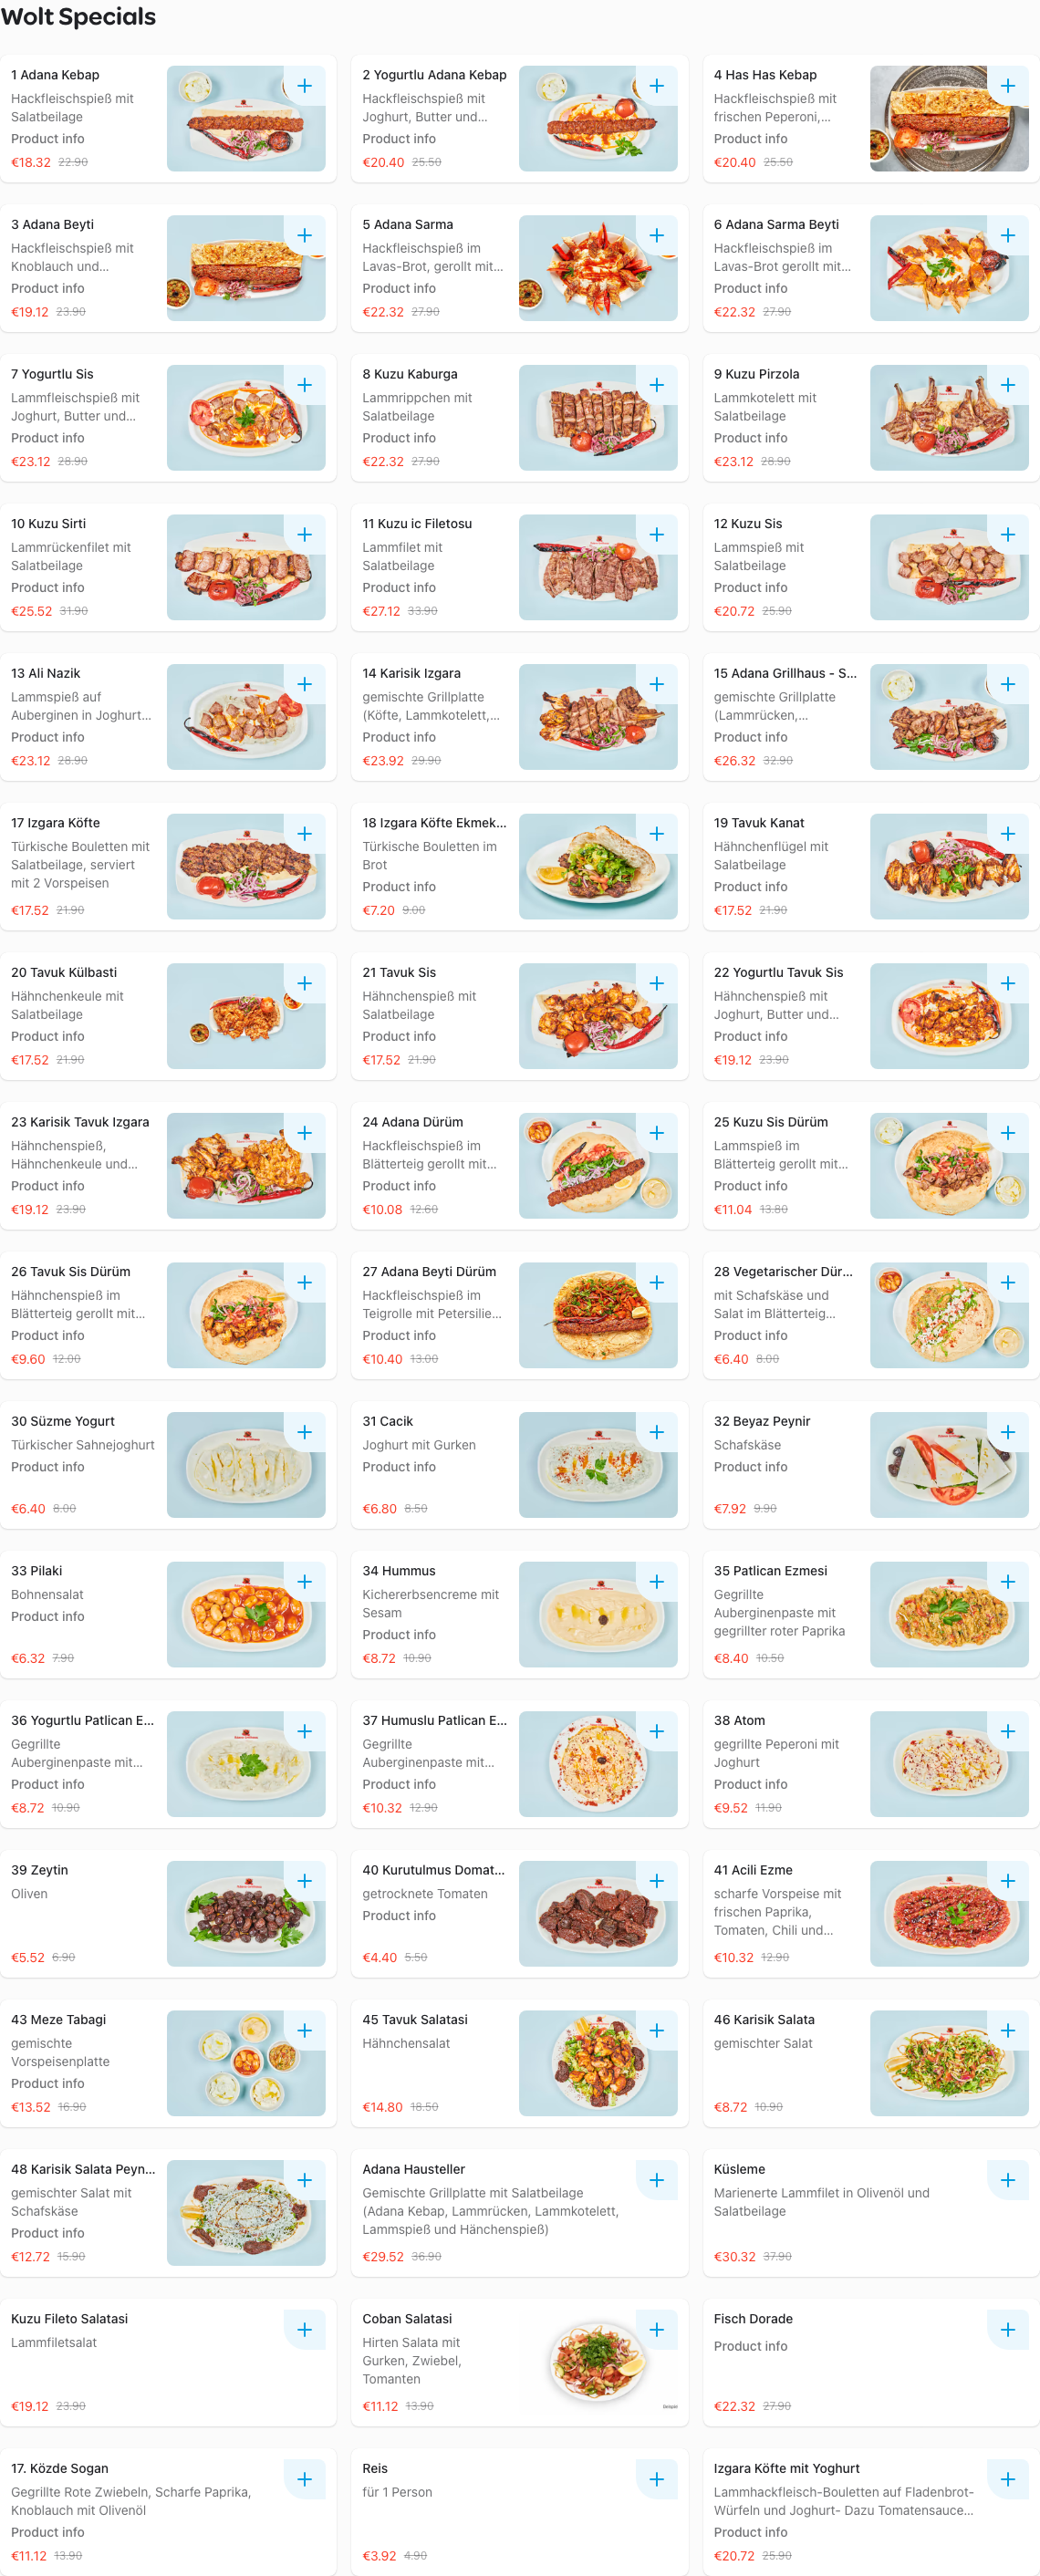 Wolt Specials
1 Adana Kebap
Hackfleischspieß mit
Salatbeilage
Product info
€18.32 22.90
2 Yogurtlu Adana Kebap
Hackfleischspieß mit
Joghurt, Butter und...
Product info
€20.40 25.50
4 Has Has Kebap
Hackfleischspieß mit
frischen Peperoni,...
Product info
€20.40 25.50
3 Adana Beyti
Hackfleischspieß mit
Knoblauch und...
Product info
€19.12 23.90
5 Adana Sarma
Hackfleischspieß im
Lavas-Brot, gerollt mit...
Product info
€22.32 27.90
6 Adana Sarma Beyti
Hackfleischspieß im
Lavas-Brot gerollt mit...
Product info
€22.32 27.90
7 Yogurtlu Sis
Lammfleischspieß mit
Joghurt, Butter und...
Product info
€23.12 28.90
8 Kuzu Kaburga
Lammrippchen mit
Salatbeilage
Product info
€22.32 27.90
9 Kuzu Pirzola
Lammkotelett mit
Salatbeilage
Product info
€23.12 28.90
10 Kuzu Sirti
Lammrückenfilet mit
Salatbeilage
Product info
€25.52 31.90
11 Kuzu ic Filetosu
Lammfilet mit
Salatbeilage
Product info
€27.12 33.90
12 Kuzu Sis
Lammspieß mit
Salatbeilage
Product info
€20.72 25.90
13 Ali Nazik
Lammspieß auf
Auberginen in Joghurt...
Product info
€23.12 28.90
14 Karisik Izgara
gemischte Grillplatte
(Köfte, Lammkotelett,...
Product info
€23.92 29.90
15 Adana Grillhaus - S...
gemischte Grillplatte
(Lammrücken,...
Product info
€26.32 32.90
17 Izgara Köfte
Türkische Bouletten mit
Salatbeilage, serviert
mit 2 Vorspeisen
€17.52 21.90
18 Izgara Köfte Ekmek...
Türkische Bouletten im
Brot
Product info
€7.20 9.00
19 Tavuk Kanat
Hähnchenflügel mit
Salatbeilage
Product info
€17.52 21.90
20 Tavuk Külbasti
Hähnchenkeule mit
Salatbeilage
Product info
€17.52 21.90
21 Tavuk Sis
Hähnchenspieß mit
Salatbeilage
Product info
€17.52 21.90
22 Yogurtlu Tavuk Sis
Hähnchenspieß mit
Joghurt, Butter und...
Product info
€19.12 23.90
23 Karisik Tavuk Izgara
Hähnchenspieß,
Hähnchenkeule und...
Product info
€19.12 23.90
24 Adana Dürüm
Hackfleischspieß im
Blätterteig gerollt mit...
Product info
€10.08 12.60
25 Kuzu Sis Dürüm
Lammspieß im
Blätterteig gerollt mit...
Product info
€11.04 13.80
26 Tavuk Sis Dürüm
Hähnchenspieß im
Blätterteig gerollt mit...
Product info
€9.60 12.00
27 Adana Beyti Dürüm
Hackfleischspieß im
Teigrolle mit Petersilie...
Product info
€10.40 13.00
28 Vegetarischer Dür...
mit Schafskäse und
Salat im Blätterteig...
Product info
€6.40 8.00
30 Süzme Yogurt
Türkischer Sahnejoghurt
Product info
€6.40 8.00
31 Cacik
Joghurt mit Gurken
Product info
€6.80 8.50
32 Beyaz Peynir
Schafskäse
Product info
€7.92 9.90
33 Pilaki
Bohnensalat
Product info
€6.32 7.90
34 Hummus
Kichererbsencreme mit
Sesam
Product info
€8.72 10.90
35 Patlican Ezmesi
Gegrillte
Auberginenpaste mit
gegrillter roter Paprika
€8.40 10.50
36 Yogurtlu Patlican E...
Gegrillte
Auberginenpaste mit...
Product info
€8.72 10.90
37 Humuslu Patlican E...
Gegrillte
Auberginenpaste mit...
Product info
€10.32 12.90
38 Atom
gegrillte Peperoni mit
Joghurt
Product info
€9.52 11.90
39 Zeytin
Oliven
€5.52 6.90
40 Kurutulmus Domat...
getrocknete Tomaten
Product info
€4.40 5.50
41 Acili Ezme
scharfe Vorspeise mit
frischen Paprika,
Tomaten, Chili und...
€10.32 12.90
43 Meze Tabagi
gemischte
Vorspeisenplatte
Product info
€13.52 16.90
45 Tavuk Salatasi
Hähnchensalat
€14.80 18.50
46 Karisik Salata
gemischter Salat
€8.72 10.90
48 Karisik Salata Peyn...
gemischter Salat mit
Schafskäse
Product info
€12.72 15.90
Adana Hausteller
Gemischte Grillplatte mit Salatbeilage
(Adana Kebap, Lammrücken, Lammkotelett,
Lammspieß und Hänchenspieß)
€29.52 36.90
Küsleme
Marienerte Lammfilet in Olivenöl und
Salatbeilage
€30.32 37.90
Kuzu Fileto Salatasi
Lammfiletsalat
€19.12 23.90
Coban Salatasi
Hirten Salata mit
Gurken, Zwiebel,
Tomanten
€11.12 13.90
Fisch Dorade
Product info
€22.32 27.90
17. Közde Sogan
Gegrillte Rote Zwiebeln, Scharfe Paprika,
Knoblauch mit Olivenöl
Product info
€11.12 13.90
Reis
für 1 Person
€3.92 4.90
Izgara Köfte mit Yoghurt
Lammhackfleisch-Bouletten auf Fladenbrot-
Würfeln und Joghurt- Dazu Tomatensauce...
Product info
€20.72 25.90